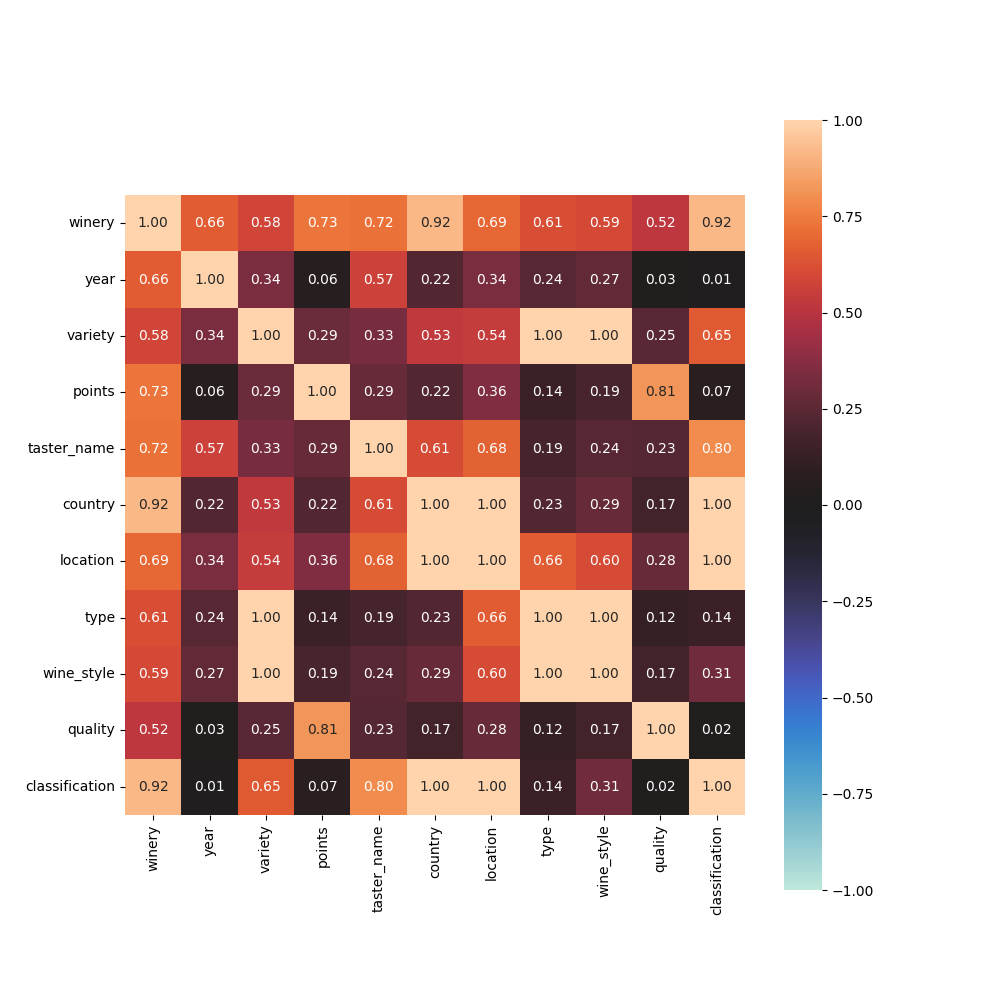 winery 1.00 0.66 0.58 0.73 0.72 0.92 0.69 0.61 0.59 0.52 0.92
year 0.66 1.00 0.34 0.06 0.57 0.22 0.34 0.24 0.27 0.03 0.01
variety 0.58 0.34 1.00 0.29 0.33 0.53 0.54 1.00 1.00 0.25 0.65
points 0.73 0.06 0.29 1.00 0.29 0.22 0.36 0.14 0.19 0.81 0.07
taster_name 0.72 0.57 0.33 0.29 1.00 0.61 0.68 0.19 0.24 0.23 0.80
country 0.92 0.22 0.53 0.22 0.61 1.00 1.00 0.23 0.29 0.17 1.00
location 0.69 0.34 0.54 0.36 0.68 1.00 1.00 0.66 0.60 0.28 1.00
type 0.61 0.24 1.00 0.14 0.19 0.23 0.66 1.00 1.00 0.12 0.14
wine_style 0.59 0.27 1.00 0.19 0.24 0.29 0.60 1.00 1.00 0.17 0.31
quality 0.52 0.03 0.25 0.81 0.23 0.17 0.28 0.12 0.17 1.00 0.02
classification 0.92 0.01 0.65 0.07 0.80 1.00 1.00 0.14 0.31 0.02 1.00
winery
year
variety
points
taster_name
country
location
type
wine_style
quality
classification
1.00
0.75
0.50
0.25
0.00
−0.25
−0.50
−0.75
−1.00